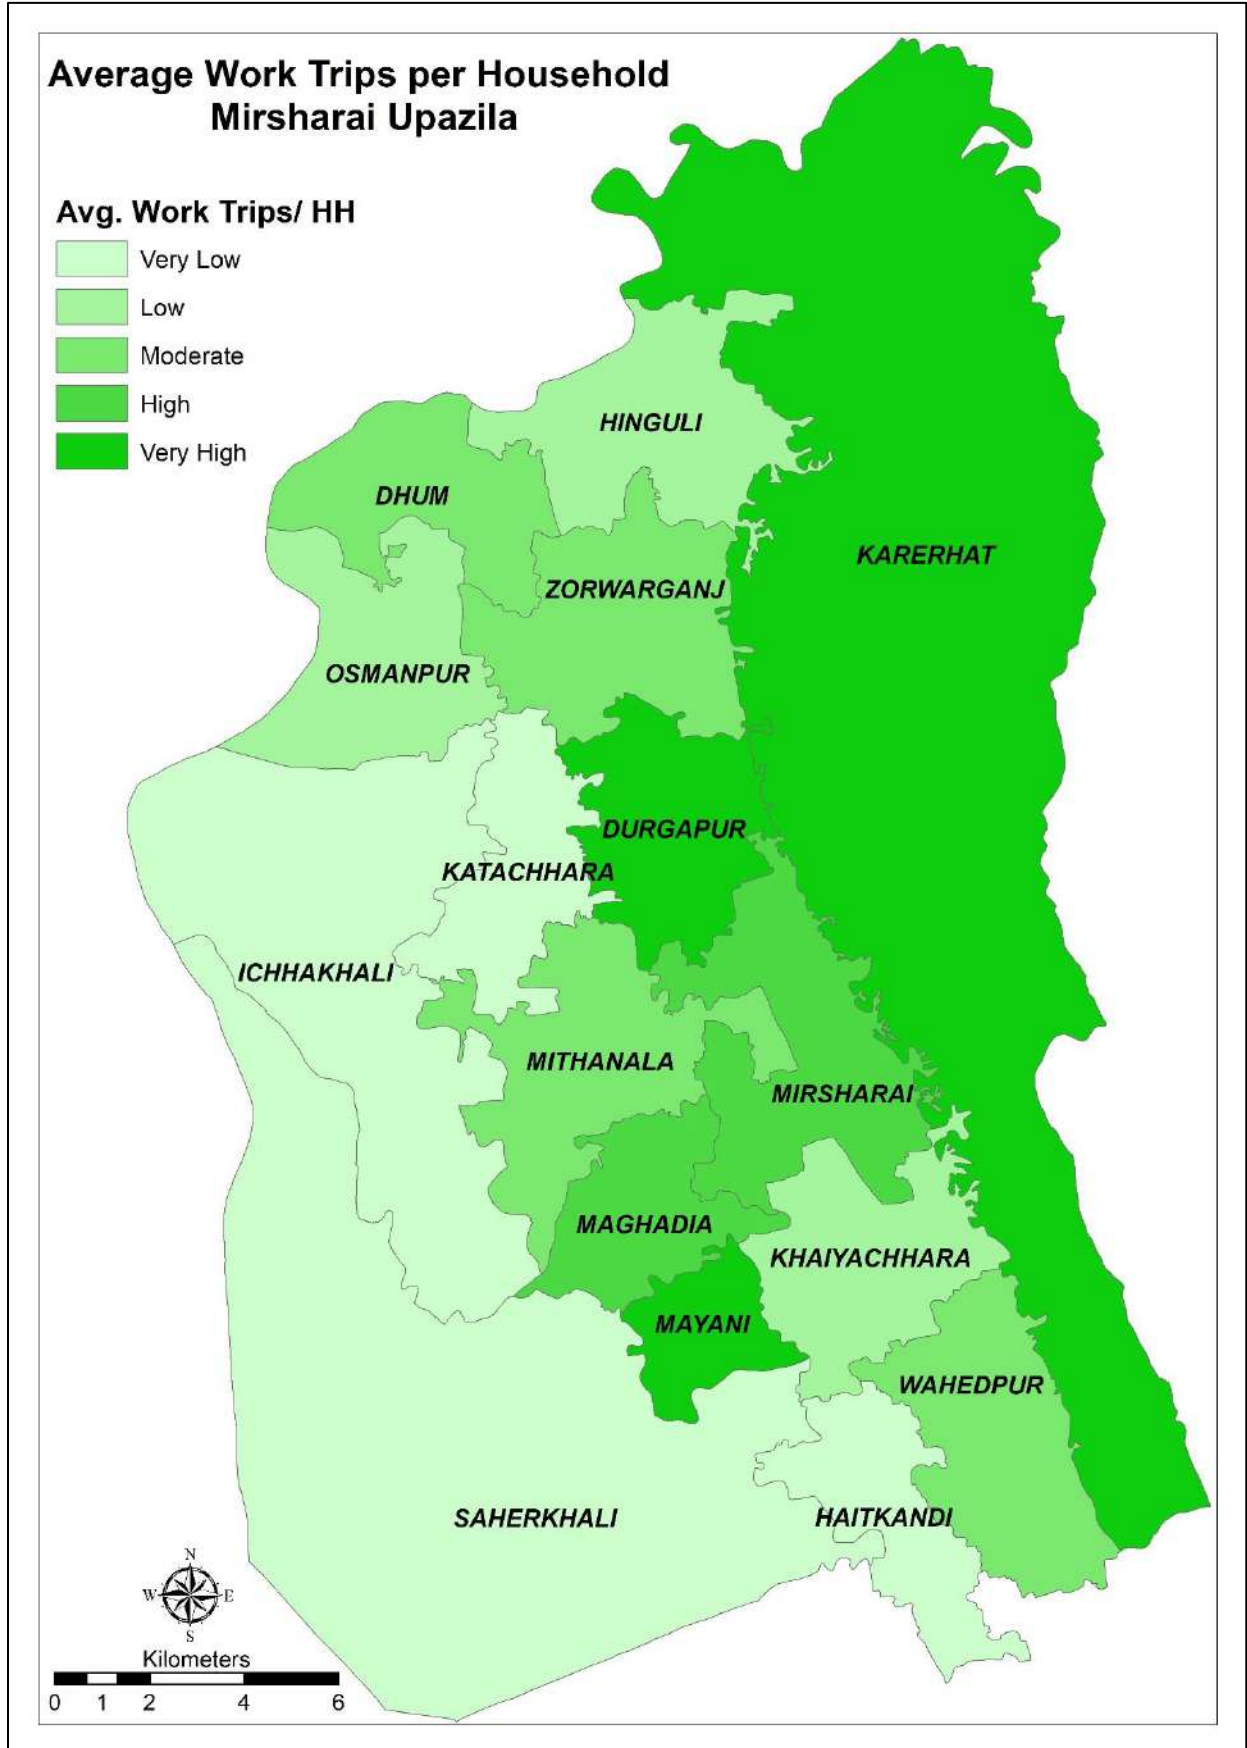 Average Work Trips per Household
Mirsharai Upazila
Avg. Work Trips/ HH
Very Low
Low
Moderate
High
Very High
HINGULI
DHUM
KARERHAT
ZORWARGANJ
OSMANPUR
DURGAPUR
KATACHHARA
ICHHAKHALI
MITHANALA
MIRSHARAI
MAGHADIA
KHAIYACHHARA
MAYANI
WAHEDPUR
SAHERKHALI
HAITKANDI
N
W E
S
Kilometers
0 1 2 4 6